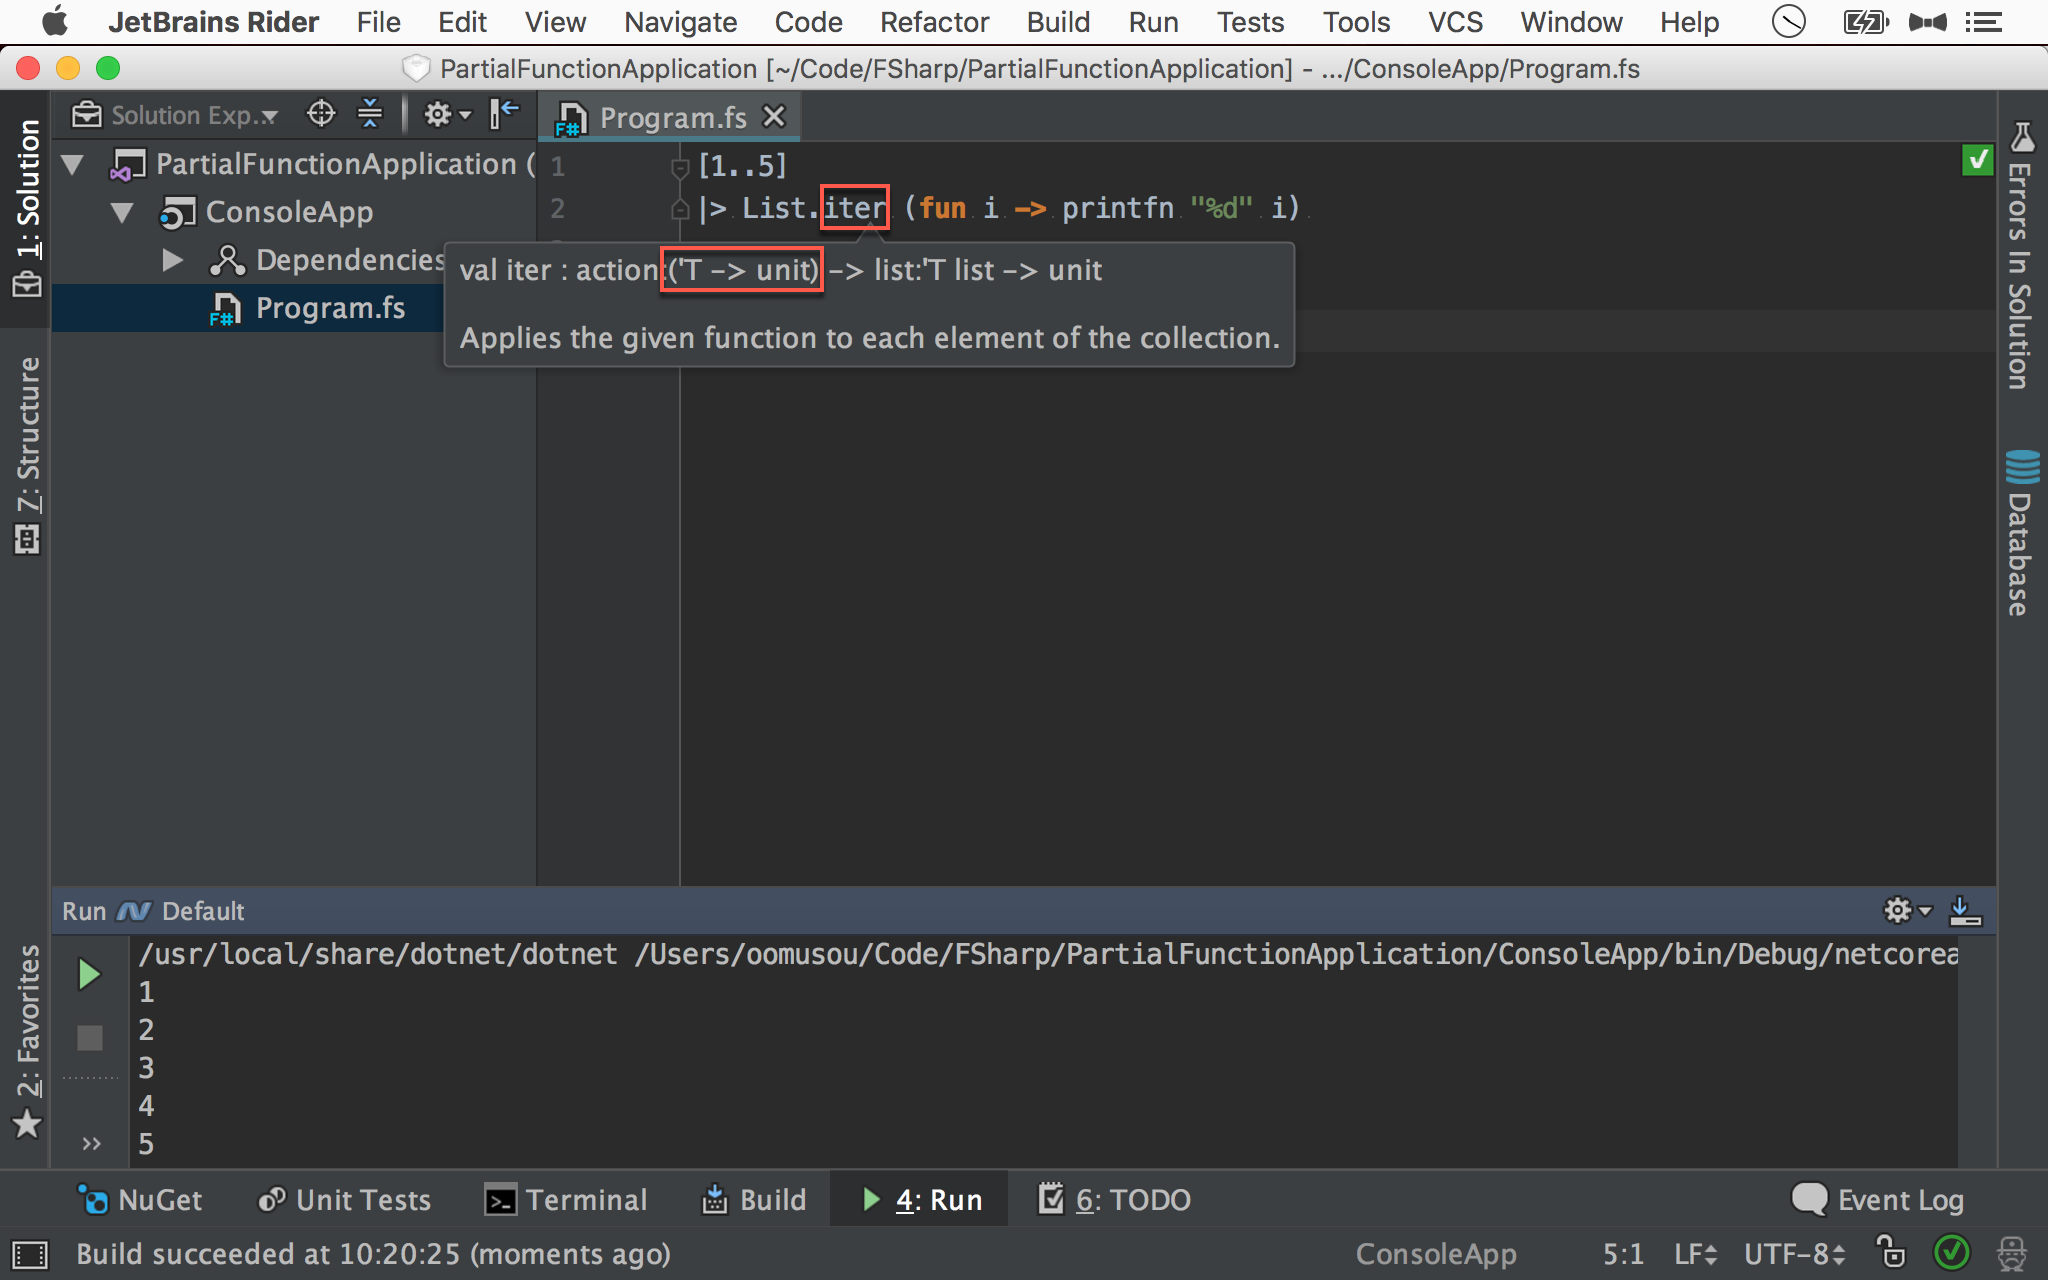 JetBrains Rider File Edit View Navigate Code Refactor Build Run Tests Tools VCS Window Help
PartialFunctionApplication [~/Code/FSharp/PartialFunctionApplication] - .../ConsoleApp/Program.fs
1: Solution
7: Structure
2: Favorites
Solution Exp..
PartialFunctionApplication (
ConsoleApp
Dependencies
F# Program.fs
F# Program.fs
1 [1..5]
2 |> List.iter (fun i -> printfn "%d" i)
val iter : action:('T -> unit) -> list:'T list -> unit
Applies the given function to each element of the collection.
Errors In Solution
Database
Run Default
/usr/local/share/dotnet/dotnet /Users/oomusou/Code/FSharp/PartialFunctionApplication/ConsoleApp/bin/Debug/netcorea
1
2
3
4
5
NuGet Unit Tests Terminal Build 4: Run 6: TODO Event Log
Build succeeded at 10:20:25 (moments ago) ConsoleApp 5:1 LF UTF-8